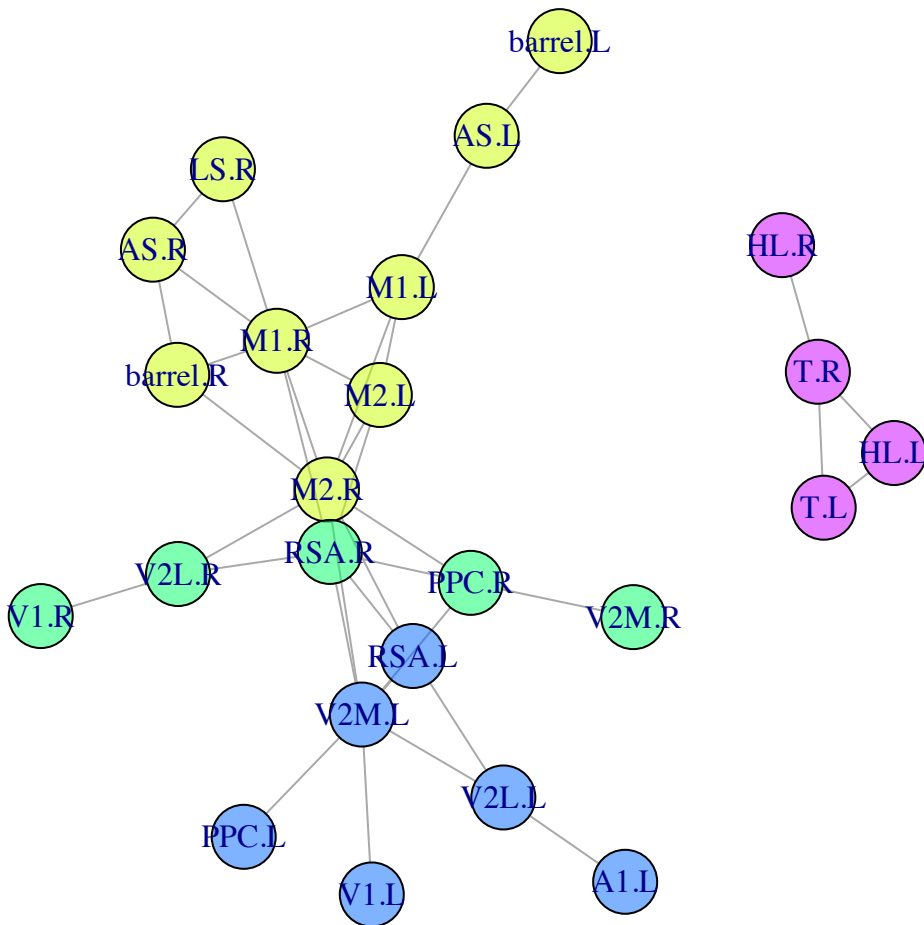 barrel.L
AS.L
LS.R
AS.R
HL.R
M1.L
M1.R
barrel.R
T.R
M2.L
HL.L
M2.R
T.L
RSA.R
V2L.R
PPC.R
V1.R
V2M.R
RSA.L
V2M.L
V2L.L
PPC.L
A1.L
V1.L